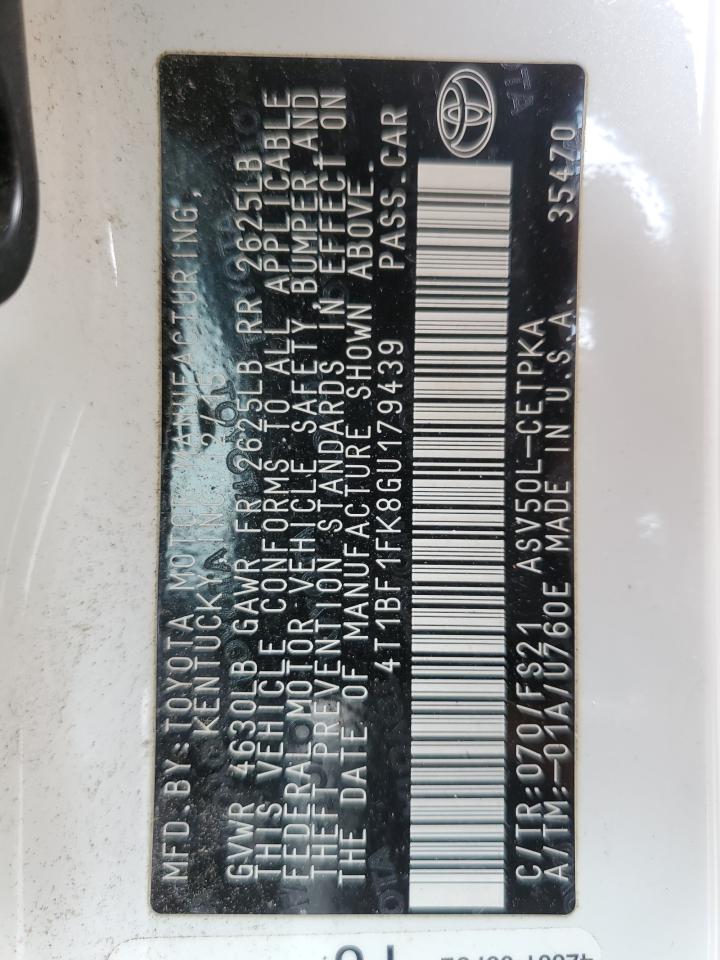 MFD.BY:TOYOTA MOTOR MANUFACTURING,
KENTUCKY, INC.
GVWR 4630LB GAWR FR 2625LB RR 2625LB
THIS VEHICLE CONFORMS TO ALL APPLICABLE
FEDERAL MOTOR VEHICLE SAFETY,BUMPER AND
THEFT PREVENTION STANDARDS IN EFFECT ON
THE DATE OF MANUFACTURE SHOWN ABOVE.
4T1BF1FK8GU179439 PASS.CAR
C/TR:070/FS21 ASV50L-CETPKA 35470
A/TM:-01A/U760E MADE IN U.S.A.